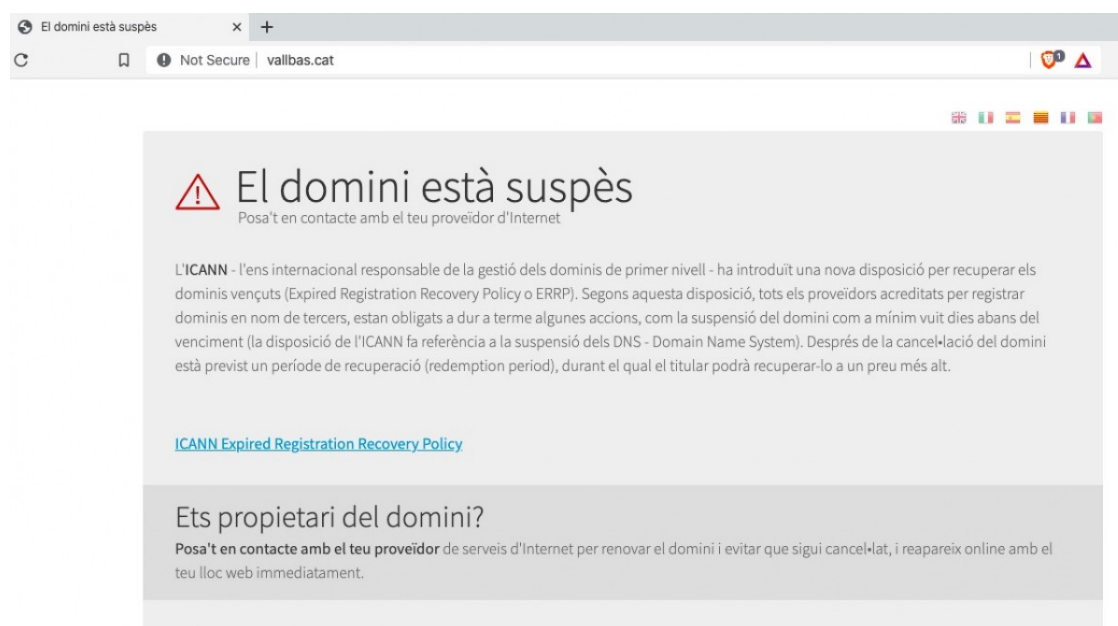 El domini està suspès
Not Secure | vallbas.cat
1
El domini està suspès
Posa't en contacte amb el teu proveïdor d'Internet
L'ICANN - l'ens internacional responsable de la gestió dels dominis de primer nivell - ha introduït una nova disposició per recuperar els
dominis vençuts (Expired Registration Recovery Policy o ERRP). Segons aquesta disposició, tots els proveïdors acreditats per registrar
dominis en nom de tercers, estan obligats a dur a terme algunes accions, com la suspensió del domini com a mínim vuit dies abans del
venciment (la disposició de l'ICANN fa referència a la suspensió dels DNS - Domain Name System). Després de la cancel•lació del domini
està previst un període de recuperació (redemption period), durant el qual el titular podrà recuperar-lo a un preu més alt.
ICANN Expired Registration Recovery Policy
Ets propietari del domini?
Posa't en contacte amb el teu proveïdor de serveis d'Internet per renovar el domini i evitar que sigui cancel•lat, i reapareix online amb el
teu lloc web immediatament.